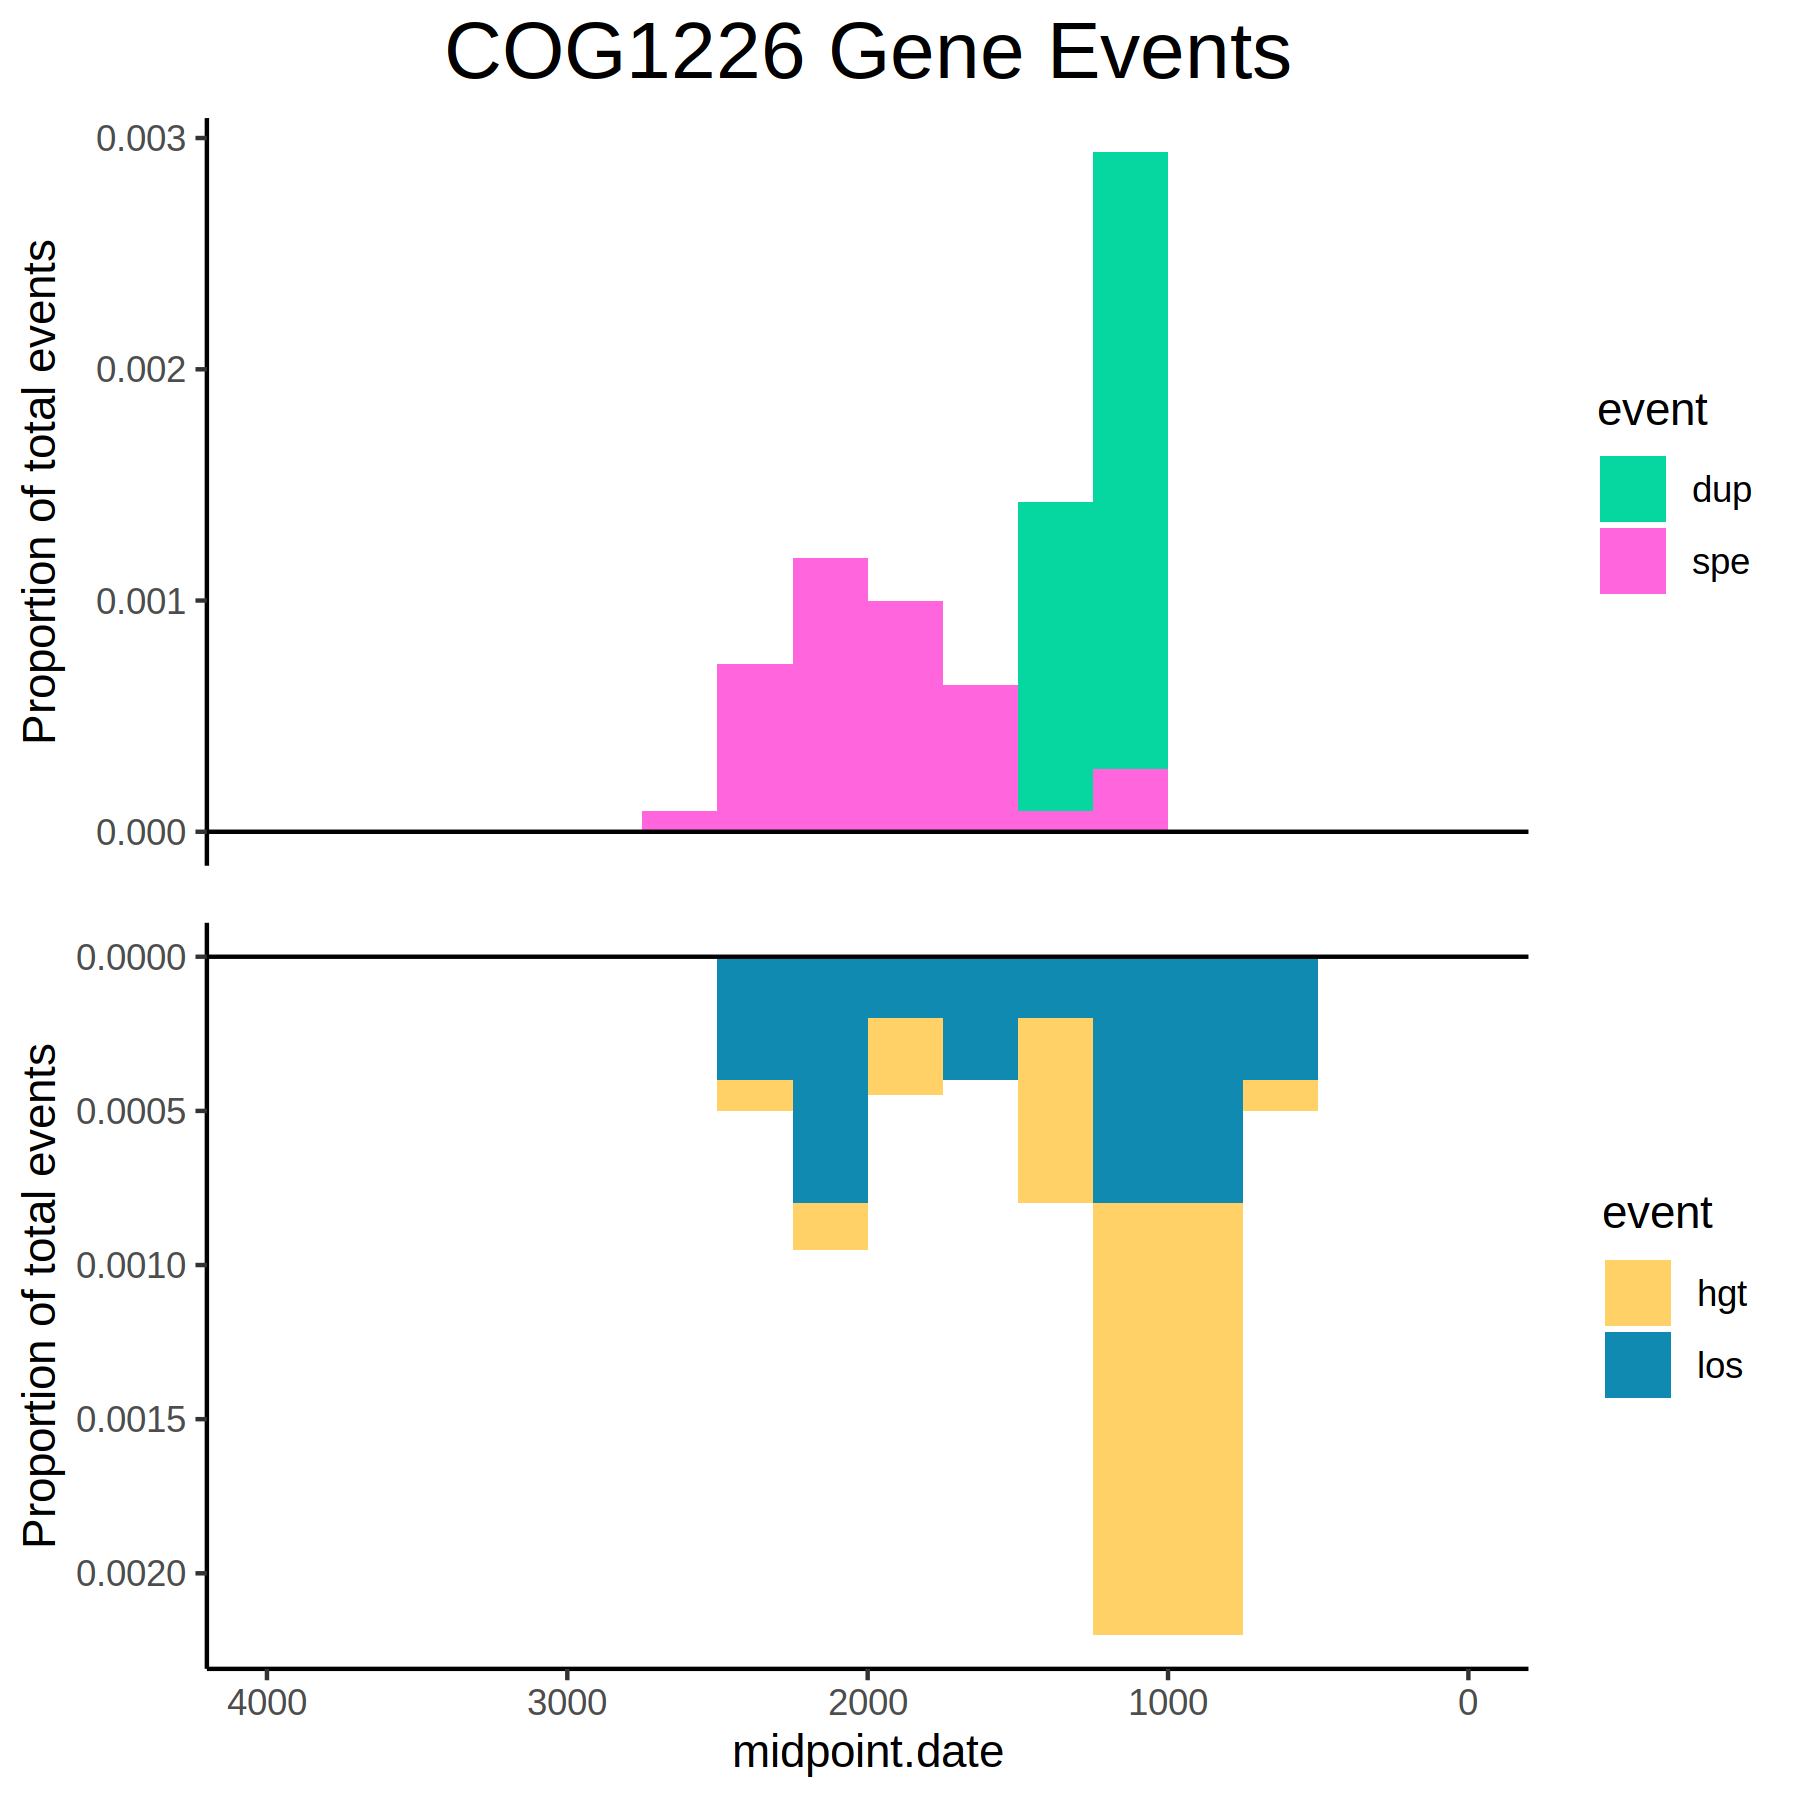 COG1226 Gene Events
Proportion of total events
0.003
0.002
0.001
0.000
event
dup
spe
Proportion of total events
0.0000
0.0005
0.0010
0.0015
0.0020
event
hgt
los
4000 3000 2000 1000 0
midpoint.date